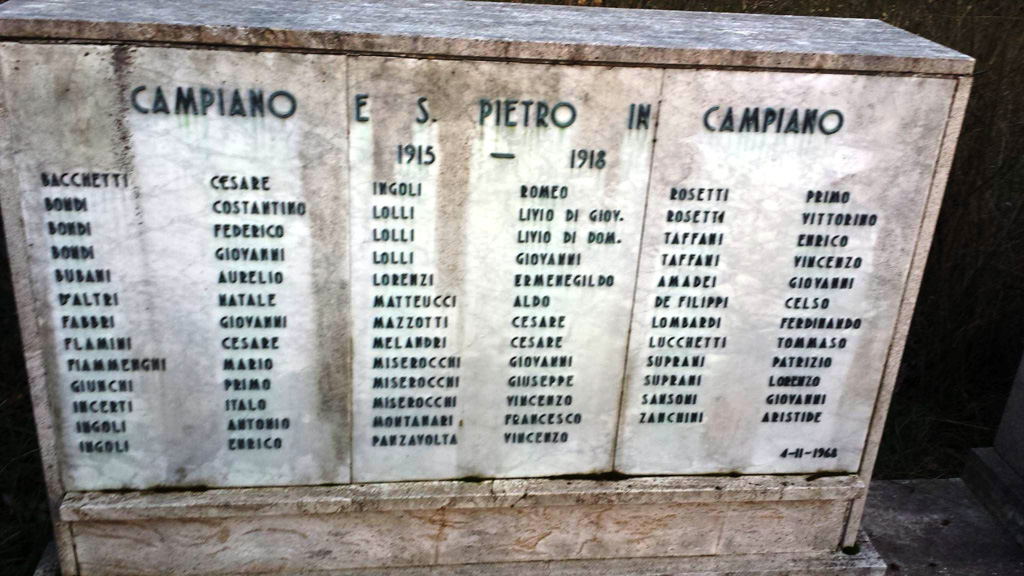 CAMPIANO E S. PIETRO IN CAMPIANO
1915 — 1918
BACCHETTI CESARE
BONDI COSTANTINO
BONDI FEDERICO
BONDI GIOVANNI
BUBANI AURELIO
D'ALTRI NATALE
FABBRI GIOVANNI
FLAMINI CESARE
FIAMMENGHI MARIO
GIUNCHI PRIMO
INCERTI ITALO
INGOLI ANTONIO
INGOLI ENRICO
INGOLI ROMEO
LOLLI LIVIO DI GIOV.
LOLLI LIVIO DI DOM.
LOLLI GIOVANNI
LORENZI ERMENEGILDO
MATTEUCCI ALDO
MAZZOTTI CESARE
MELANDRI CESARE
MISEROCCHI GIOVANNI
MISEROCCHI GIUSEPPE
MISEROCCHI VINCENZO
MONTANARI FRANCESCO
PANZAVOLTA VINCENZO
ROSETTI PRIMO
ROSETTI VITTORINO
TAFFANI ENRICO
TAFFANI VINCENZO
AMADEI GIOVANNI
DE FILIPPI CELSO
LOMBARDI FERDINANDO
LUCCHETTI TOMMASO
SUPRANI PATRIZIO
SUPRANI LORENZO
SANSONI GIOVANNI
ZANCHINI ARISTIDE
4-11-1968